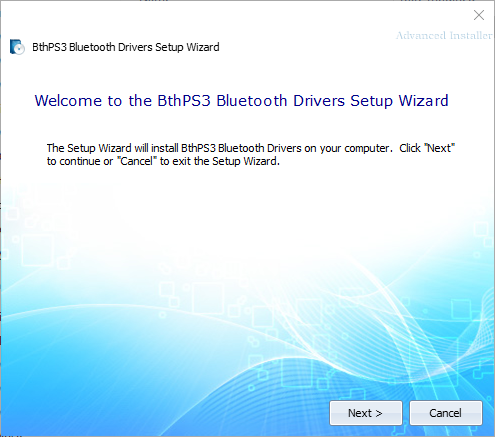 Advanced Installer
BthPS3 Bluetooth Drivers Setup Wizard
Welcome to the BthPS3 Bluetooth Drivers Setup Wizard
The Setup Wizard will install BthPS3 Bluetooth Drivers on your computer.  Click "Next"
to continue or "Cancel" to exit the Setup Wizard.
Next >
Cancel